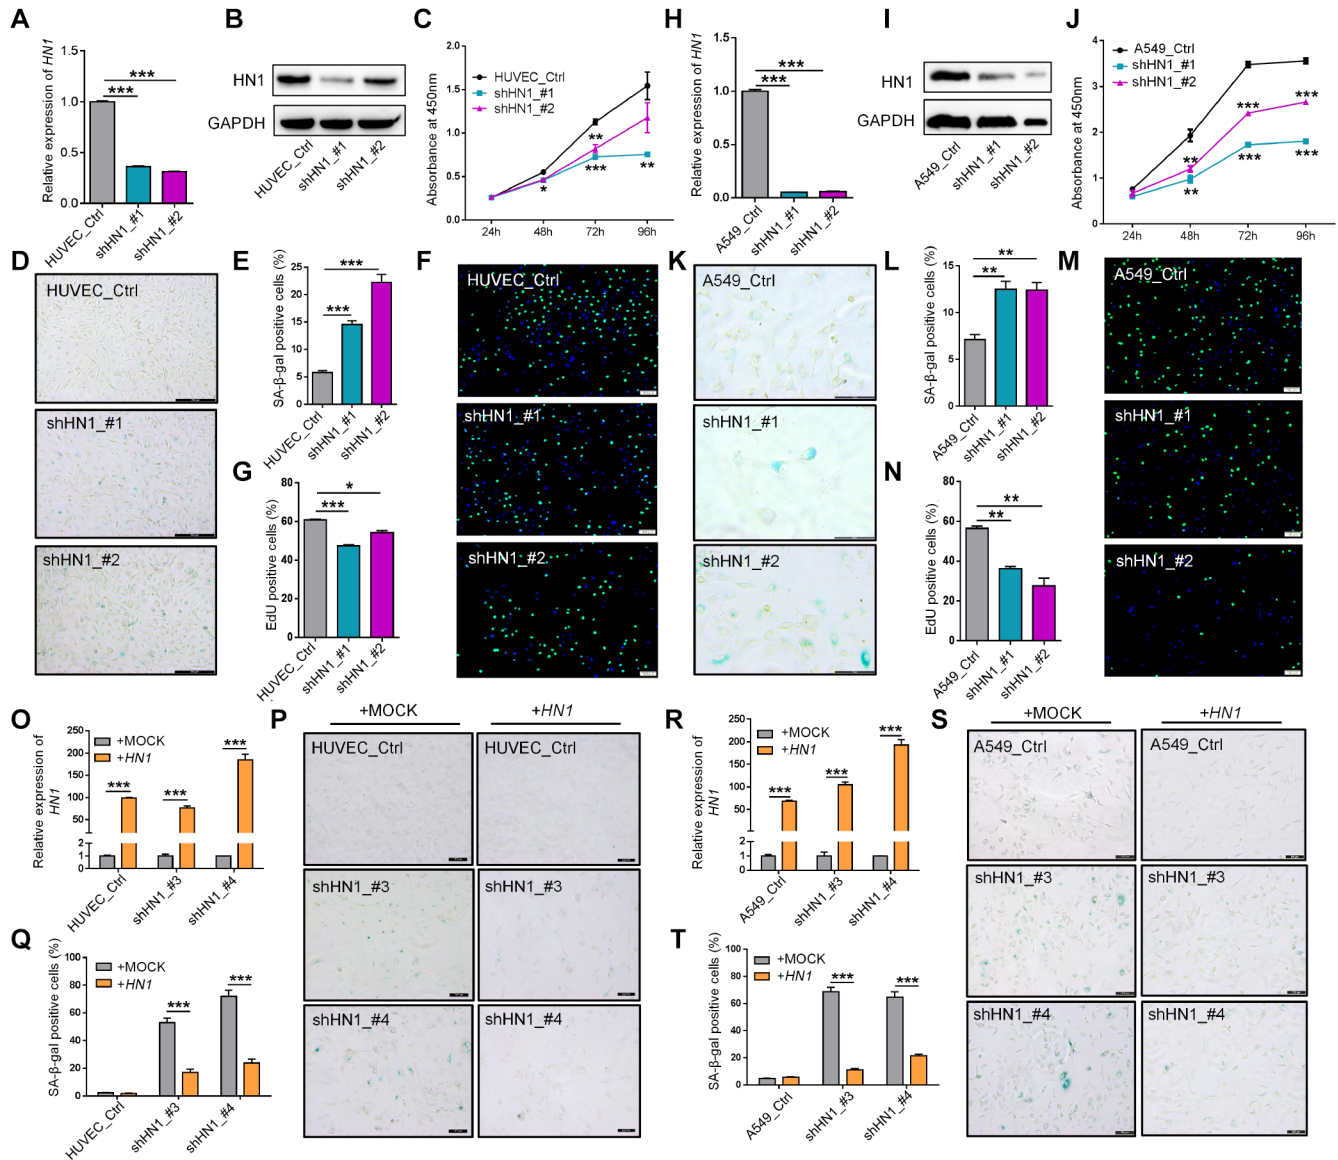 A
Relative expression of HN1
1.5
1.0
0.5
0.0
***
***
HUVEC_Ctrl
shHN1_#1
shHN1_#2
B
HN1
GAPDH
HUVEC_Ctrl
shHN1_#1
shHN1_#2
C
Absorbance at 450nm
2.0
1.5
1.0
0.5
0.0
HUVEC_Ctrl
shHN1_#1
shHN1_#2
**
*
***
**
24h 48h 72h 96h
H
Relative expression of HN1
1.5
1.0
0.5
0.0
***
***
A549_Ctrl
shHN1_#1
shHN1_#2
I
HN1
GAPDH
A549_Ctrl
shHN1_#1
shHN1_#2
J
Absorbance at 450nm
4
3
2
1
0
A549_Ctrl
shHN1_#1
shHN1_#2
***
***
**
***
***
**
24h 48h 72h 96h
D
HUVEC_Ctrl
shHN1_#1
shHN1_#2
E
SA-β-gal positive cells (%)
25
20
15
10
5
0
***
***
HUVEC_Ctrl
shHN1_#1
shHN1_#2
F
HUVEC_Ctrl
shHN1_#1
shHN1_#2
G
EdU positive cells (%)
80
60
40
20
0
*
***
HUVEC_Ctrl
shHN1_#1
shHN1_#2
K
A549_Ctrl
shHN1_#1
shHN1_#2
L
SA-β-gal positive cells (%)
15
10
5
0
**
**
A549_Ctrl
shHN1_#1
shHN1_#2
M
A549_Ctrl
shHN1_#1
shHN1_#2
N
EdU positive cells (%)
80
60
40
20
0
**
**
A549_Ctrl
shHN1_#1
shHN1_#2
O
Relative expression of
HN1
250
200
150
100
50
2
1
0
+MOCK
+HN1
***
***
***
HUVEC_Ctrl
shHN1_#3
shHN1_#4
P
+MOCK
+HN1
HUVEC_Ctrl
HUVEC_Ctrl
shHN1_#3
shHN1_#3
shHN1_#4
shHN1_#4
Q
SA-β-gal positive cells (%)
100
80
60
40
20
0
+MOCK
+HN1
***
***
HUVEC_Ctrl
shHN1_#3
shHN1_#4
R
Relative expression of
HN1
250
200
150
100
50
2
1
0
+MOCK
+HN1
***
***
***
A549_Ctrl
shHN1_#3
shHN1_#4
S
+MOCK
+HN1
A549_Ctrl
A549_Ctrl
shHN1_#3
shHN1_#3
shHN1_#4
shHN1_#4
T
SA-β-gal positive cells (%)
100
80
60
40
20
0
+MOCK
+HN1
***
***
A549_Ctrl
shHN1_#3
shHN1_#4